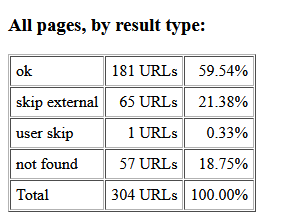 All pages, by result type:
ok 181 URLs 59.54%
skip external 65 URLs 21.38%
user skip 1 URLs 0.33%
not found 57 URLs 18.75%
Total 304 URLs 100.00%